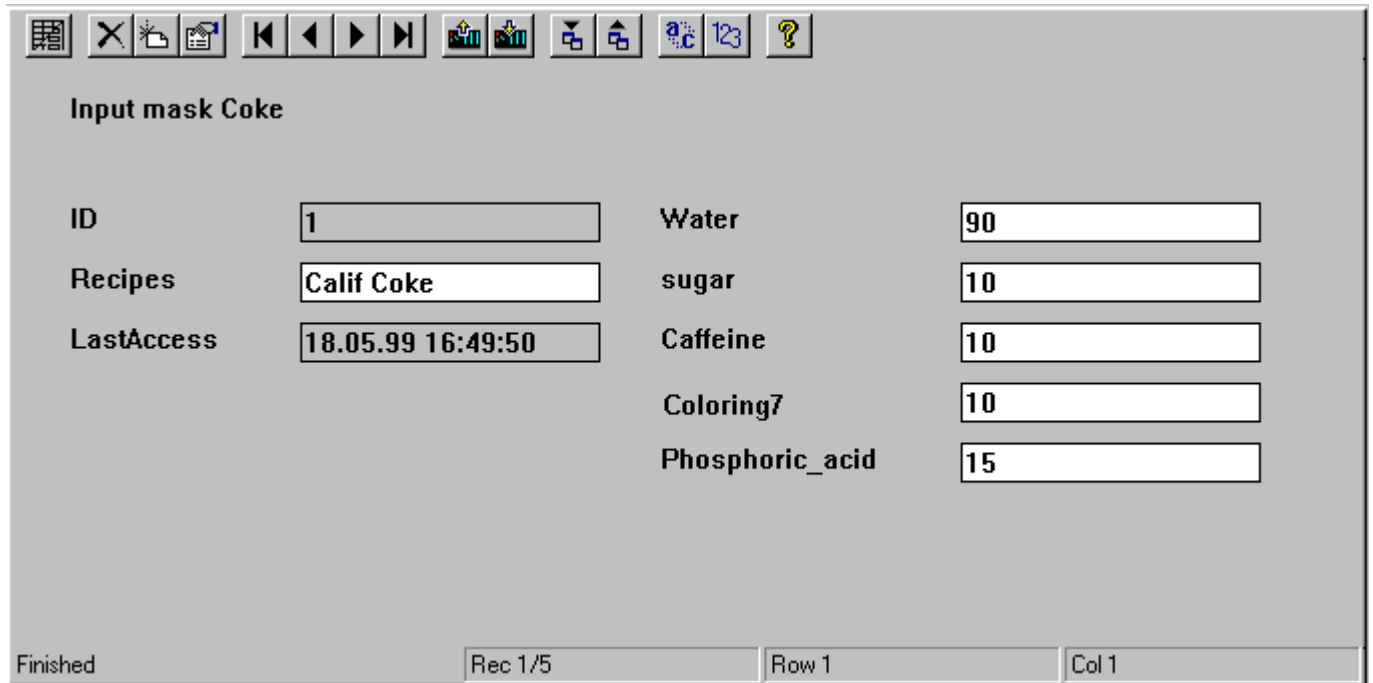 a c 123 ?
Input mask Coke
ID 1 Water 90
Recipes Calif Coke sugar 10
LastAccess 18.05.99 16:49:50 Caffeine 10
Coloring7 10
Phosphoric_acid 15
Finished Rec 1/5 Row 1 Col 1